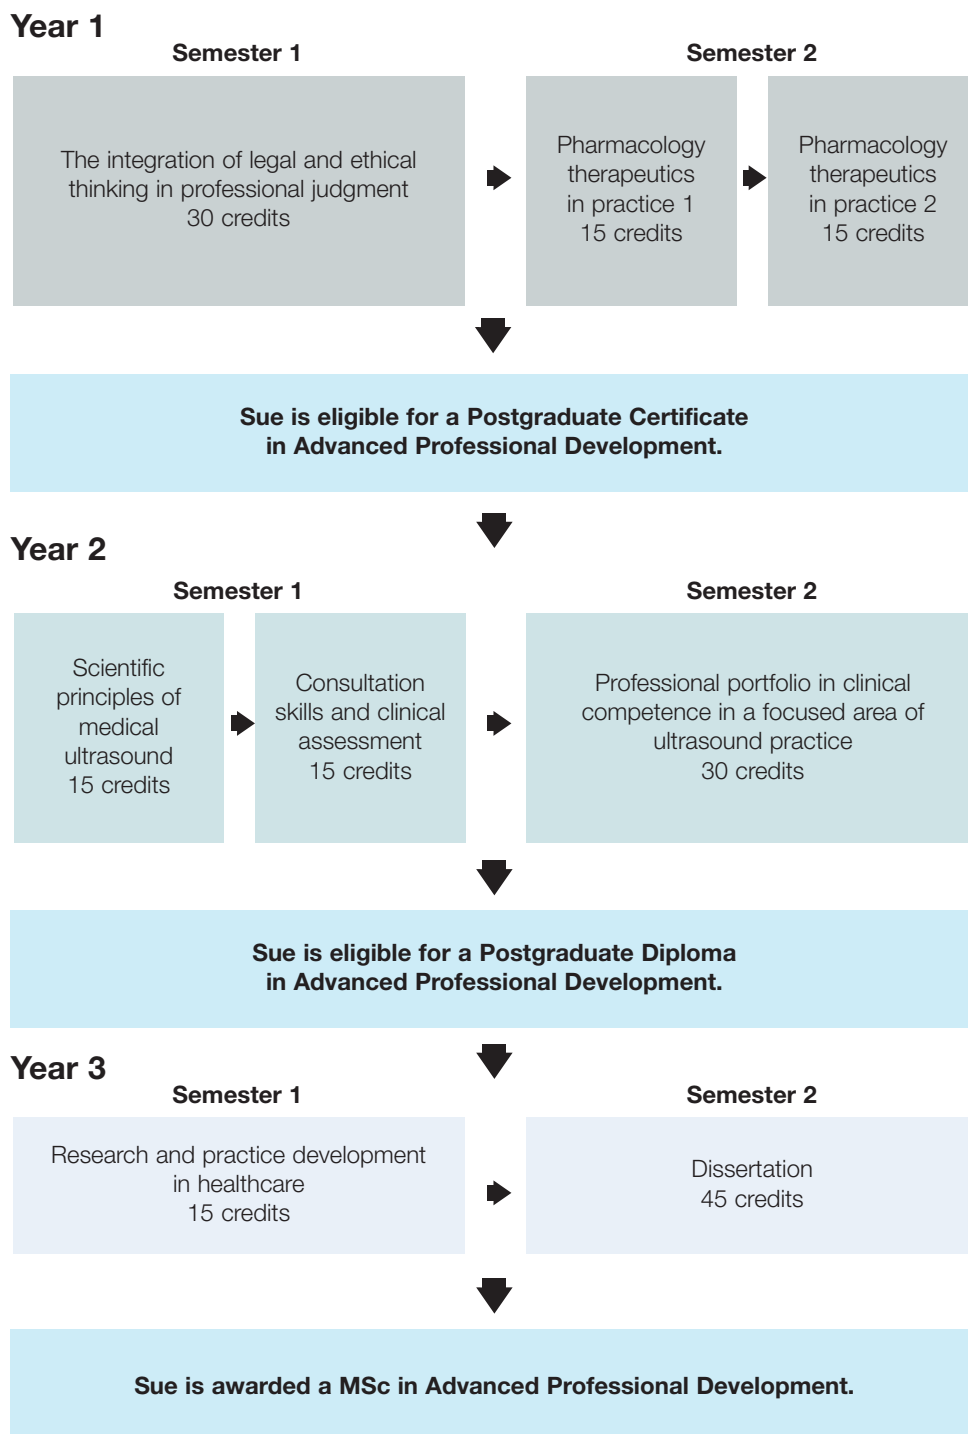 Year 1
Semester 1
Semester 2
The integration of legal and ethical
thinking in professional judgment
30 credits
Pharmacology
therapeutics
in practice 1
15 credits
Pharmacology
therapeutics
in practice 2
15 credits
Sue is eligible for a Postgraduate Certificate
in Advanced Professional Development.
Year 2
Semester 1
Semester 2
Scientific
principles of
medical
ultrasound
15 credits
Consultation
skills and clinical
assessment
15 credits
Professional portfolio in clinical
competence in a focused area of
ultrasound practice
30 credits
Sue is eligible for a Postgraduate Diploma
in Advanced Professional Development.
Year 3
Semester 1
Semester 2
Research and practice development
in healthcare
15 credits
Dissertation
45 credits
Sue is awarded a MSc in Advanced Professional Development.